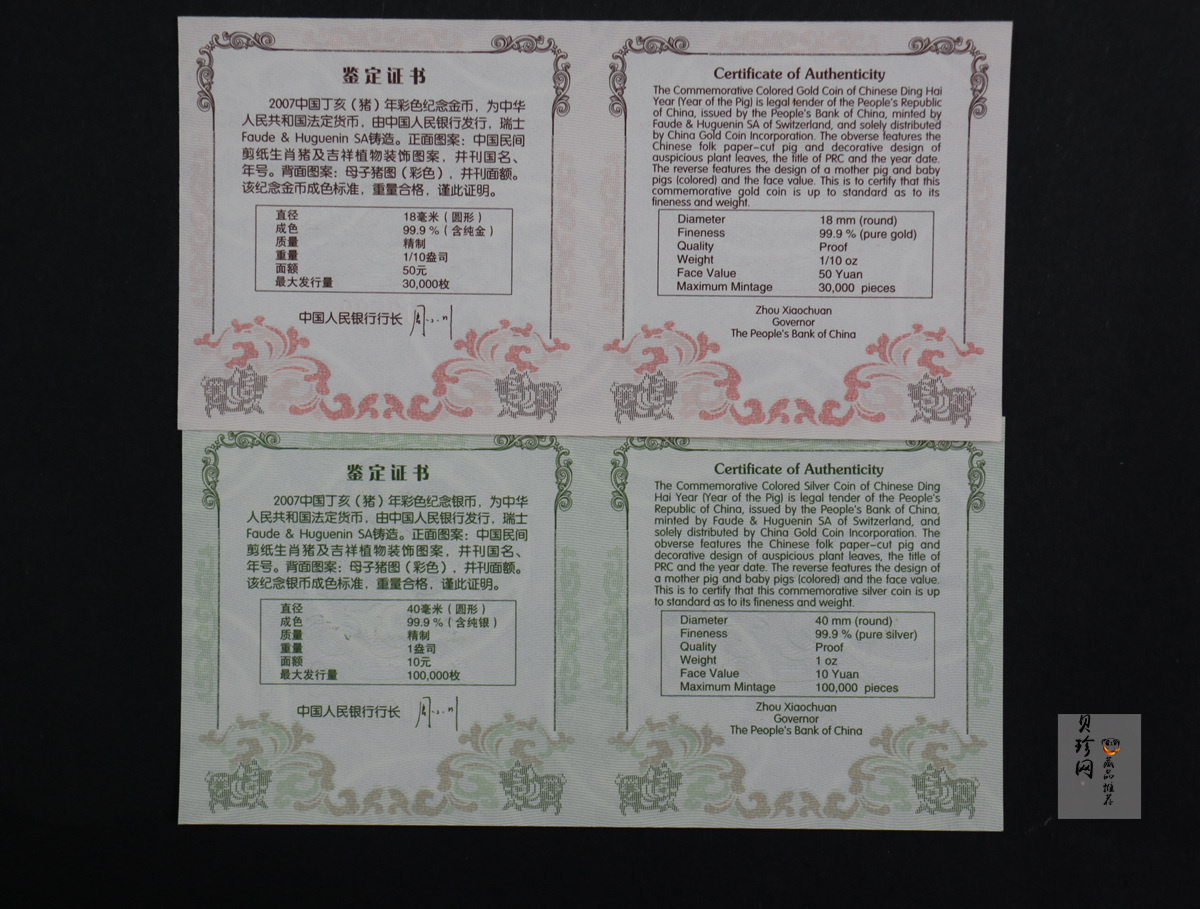 鉴定证书
2007中国丁亥（猪）年彩色纪念金币，为中华
人民共和国法定货币，由中国人民银行发行，瑞士
Faude & Huguenin SA铸造。正面图案：中国民间
剪纸生肖猪及吉祥植物装饰图案，并刊国名、
年号。背面图案：母子猪图（彩色），并刊面额。
该纪念金币成色标准，重量合格，谨此证明。
直径 18毫米（圆形）
成色 99.9 %（含纯金）
质量 精制
重量 1/10盎司
面额 50元
最大发行量 30,000枚
中国人民银行行长
Certificate of Authenticity
The Commemorative Colored Gold Coin of Chinese Ding Hai
Year (Year of the Pig) is legal tender of the People's Republic
of China, issued by the People's Bank of China, minted by
Faude & Huguenin SA of Switzerland, and solely distributed
by China Gold Coin Incorporation. The obverse features the
Chinese folk paper-cut pig and decorative design of
auspicious plant leaves, the title of PRC and the year date.
The reverse features the design of a mother pig and baby
pigs (colored) and the face value. This is to certify that this
commemorative gold coin is up to standard as to its
fineness and weight.
Diameter 18 mm (round)
Fineness 99.9 % (pure gold)
Quality Proof
Weight 1/10 oz
Face Value 50 Yuan
Maximum Mintage 30,000 pieces
Zhou Xiaochuan
Governor
The People's Bank of China
鉴定证书
2007中国丁亥（猪）年彩色纪念银币，为中华
人民共和国法定货币，由中国人民银行发行，瑞士
Faude & Huguenin SA铸造。正面图案：中国民间
剪纸生肖猪及吉祥植物装饰图案，并刊国名、
年号。背面图案：母子猪图（彩色），并刊面额。
该纪念银币成色标准，重量合格，谨此证明。
直径 40毫米（圆形）
成色 99.9 %（含纯银）
质量 精制
重量 1盎司
面额 10元
最大发行量 100,000枚
中国人民银行行长
Certificate of Authenticity
The Commemorative Colored Silver Coin of Chinese Ding
Hai Year (Year of the Pig) is legal tender of the People's
Republic of China, issued by the People's Bank of China,
minted by Faude & Huguenin SA of Switzerland, and
solely distributed by China Gold Coin Incorporation. The
obverse features the Chinese folk paper-cut pig and
decorative design of auspicious plant leaves, the title of
PRC and the year date. The reverse features the design of
a mother pig and baby pigs (colored) and the face value.
This is to certify that this commemorative silver coin is up
to standard as to its fineness and weight.
Diameter 40 mm (round)
Fineness 99.9 % (pure silver)
Quality Proof
Weight 1 oz
Face Value 10 Yuan
Maximum Mintage 100,000 pieces
Zhou Xiaochuan
Governor
The People's Bank of China
贝珍网
藏品推荐